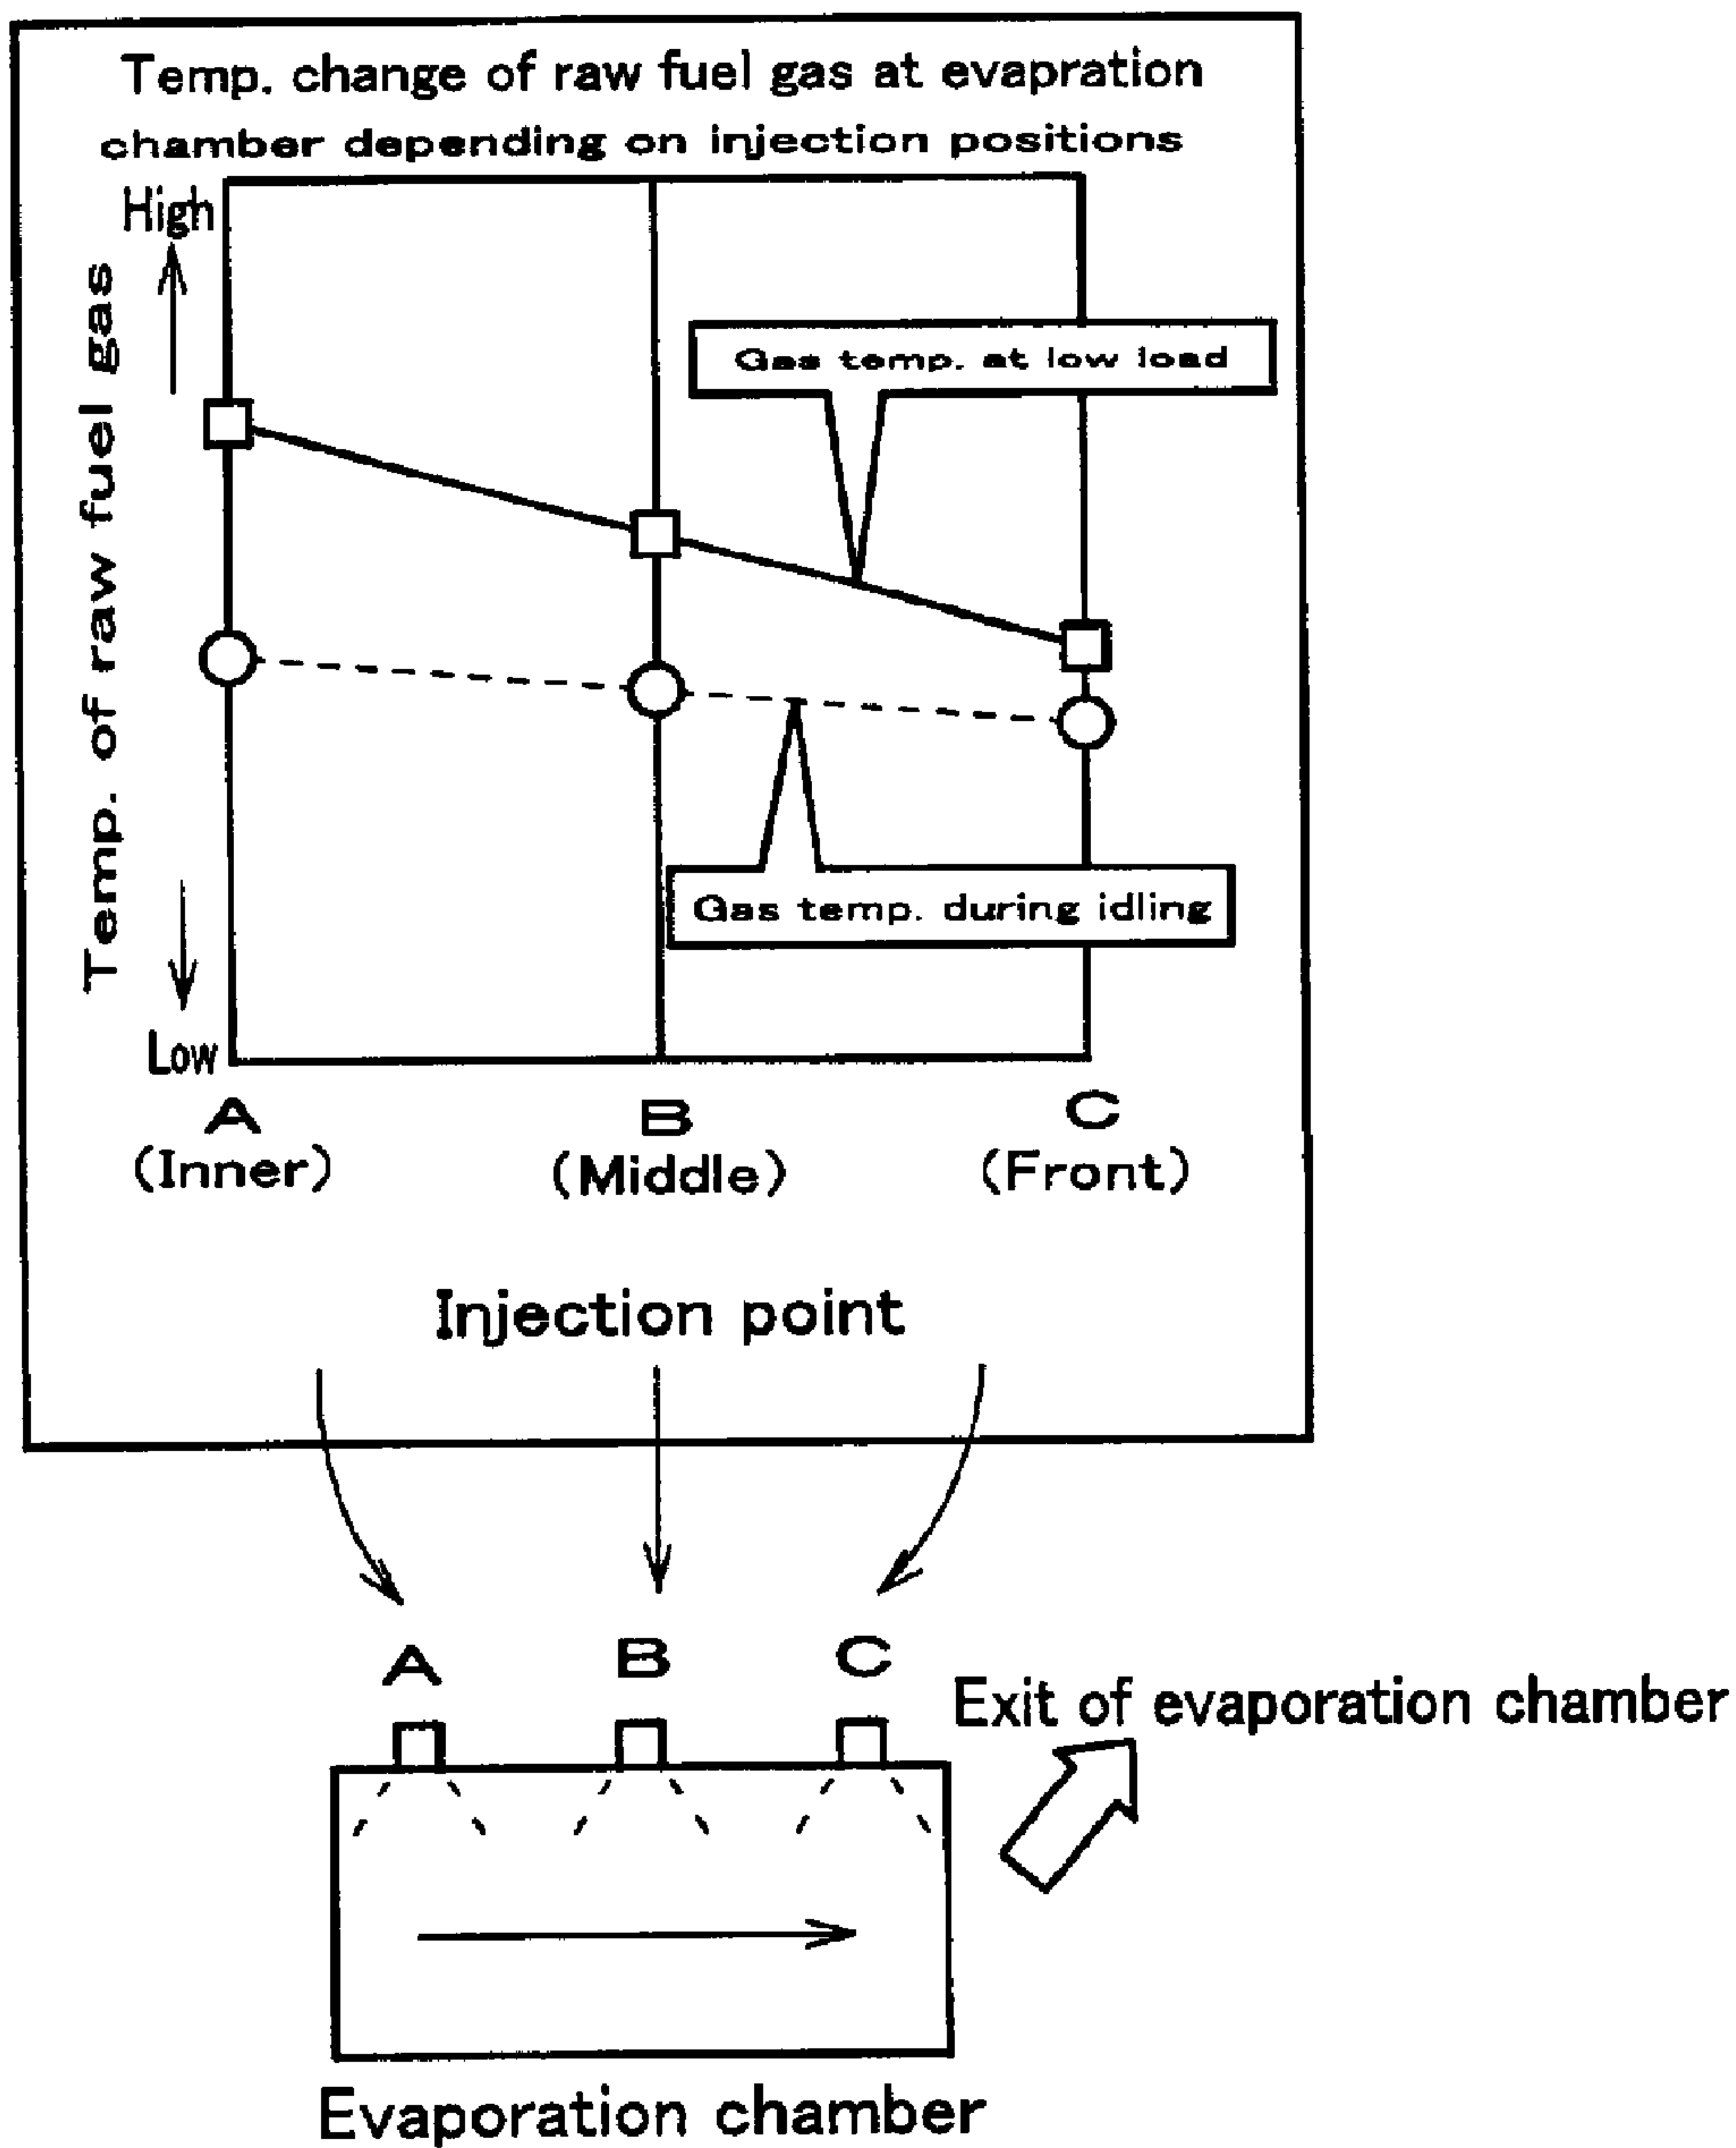 Temp. change of raw fuel gas at evapration
chamber depending on injection positions
High
Temp. of raw fuel gas
Gas temp. at low load
Gas temp. during idling
Low
A
B
C
(Inner)
(Middle)
(Front)
Injection point
A
B
C
Exit of evaporation chamber
Evaporation chamber